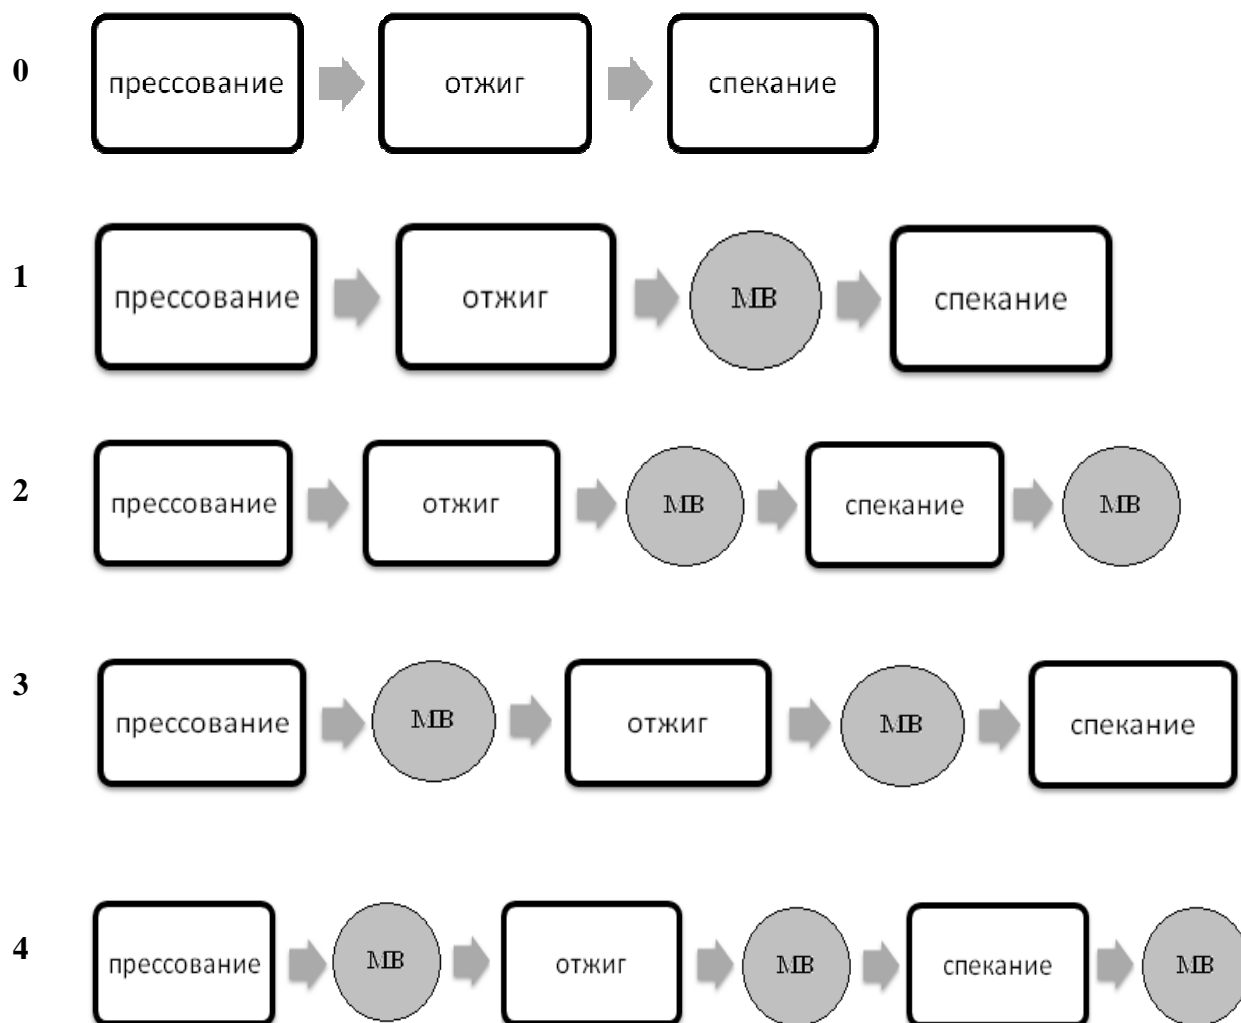 0 прессование отжиг спекание
1 прессование отжиг МВ спекание
2 прессование отжиг МВ спекание МВ
3 прессование МВ отжиг МВ спекание
4 прессование МВ отжиг МВ спекание МВ